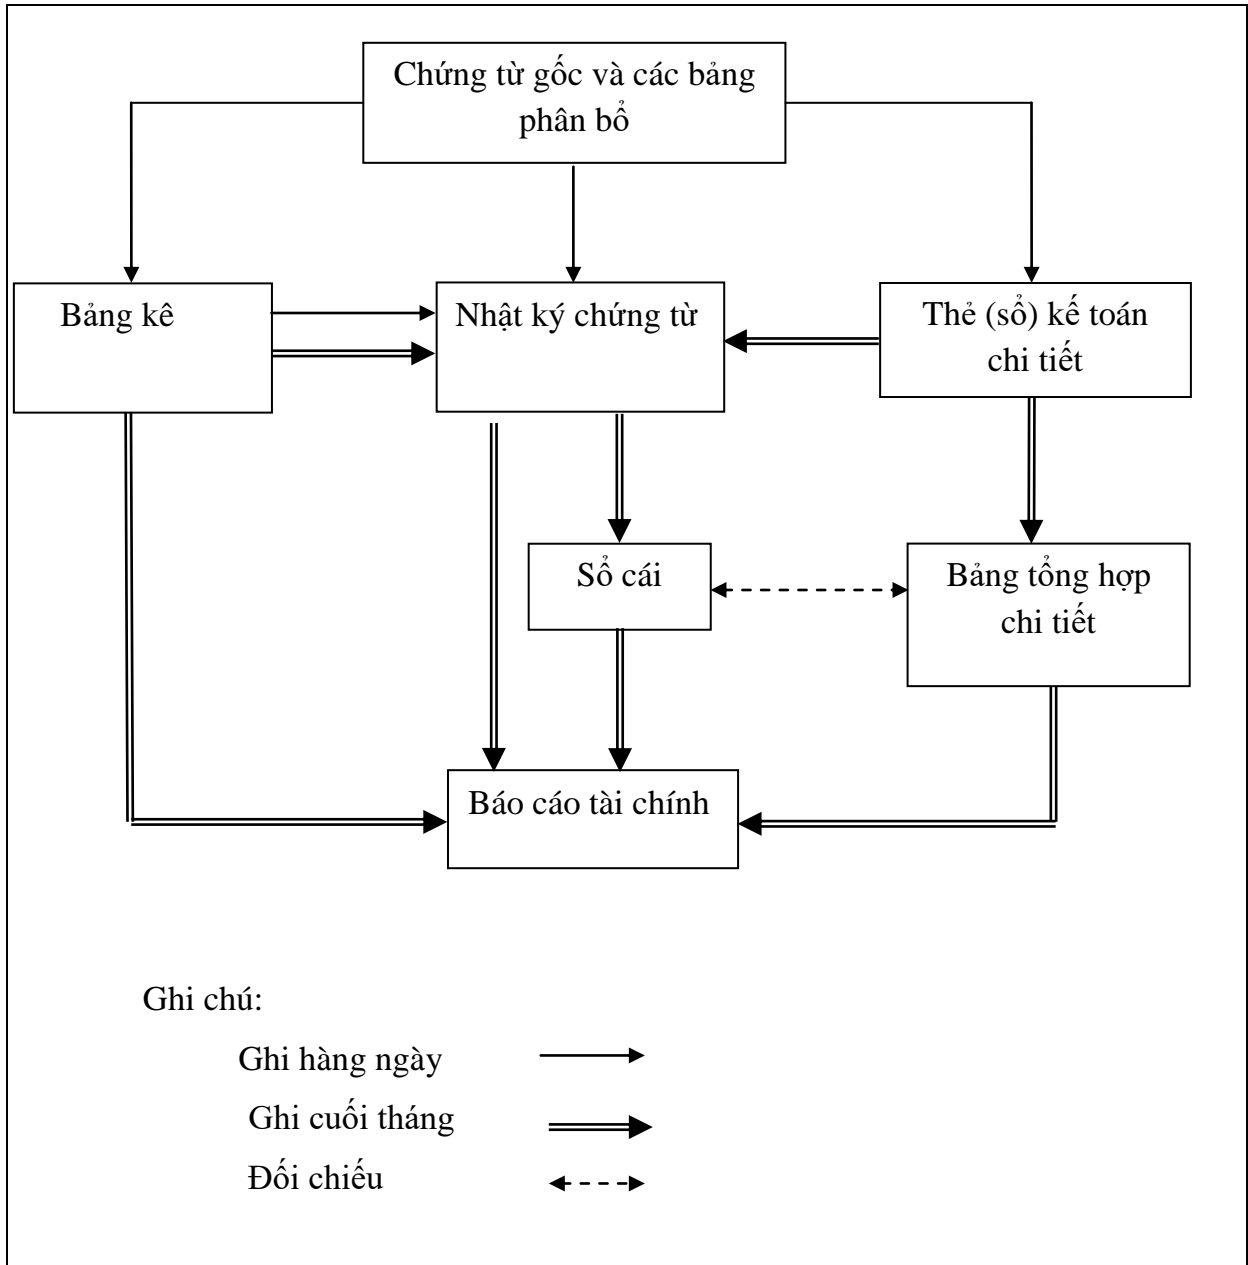 Chứng từ gốc và các bảng
phân bổ
Bảng kê
Nhật ký chứng từ
Thẻ (sổ) kế toán
chi tiết
Sổ cái
Bảng tổng hợp
chi tiết
Báo cáo tài chính
Ghi chú:
Ghi hàng ngày
Ghi cuối tháng
Đối chiếu